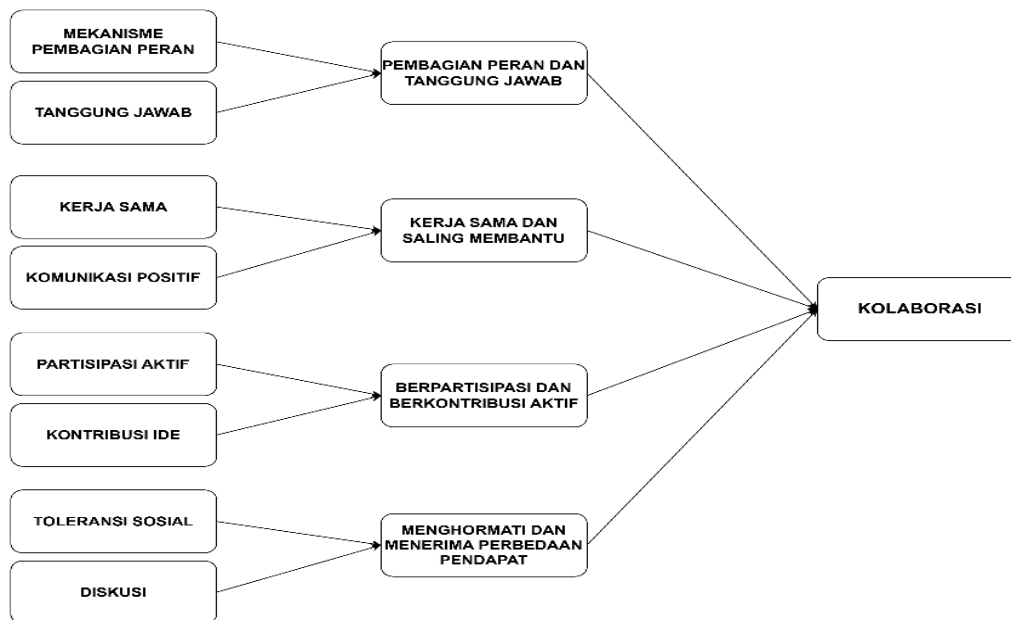 MEKANISME
PEMBAGIAN PERAN
TANGGUNG JAWAB
PEMBAGIAN PERAN DAN
TANGGUNG JAWAB
KERJA SAMA
KOMUNIKASI POSITIF
KERJA SAMA DAN
SALING MEMBANTU
PARTISIPASI AKTIF
KONTRIBUSI IDE
BERPARTISIPASI DAN
BERKONTRIBUSI AKTIF
TOLERANSI SOSIAL
DISKUSI
MENGHORMATI DAN
MENERIMA PERBEDAAN
PENDAPAT
KOLABORASI